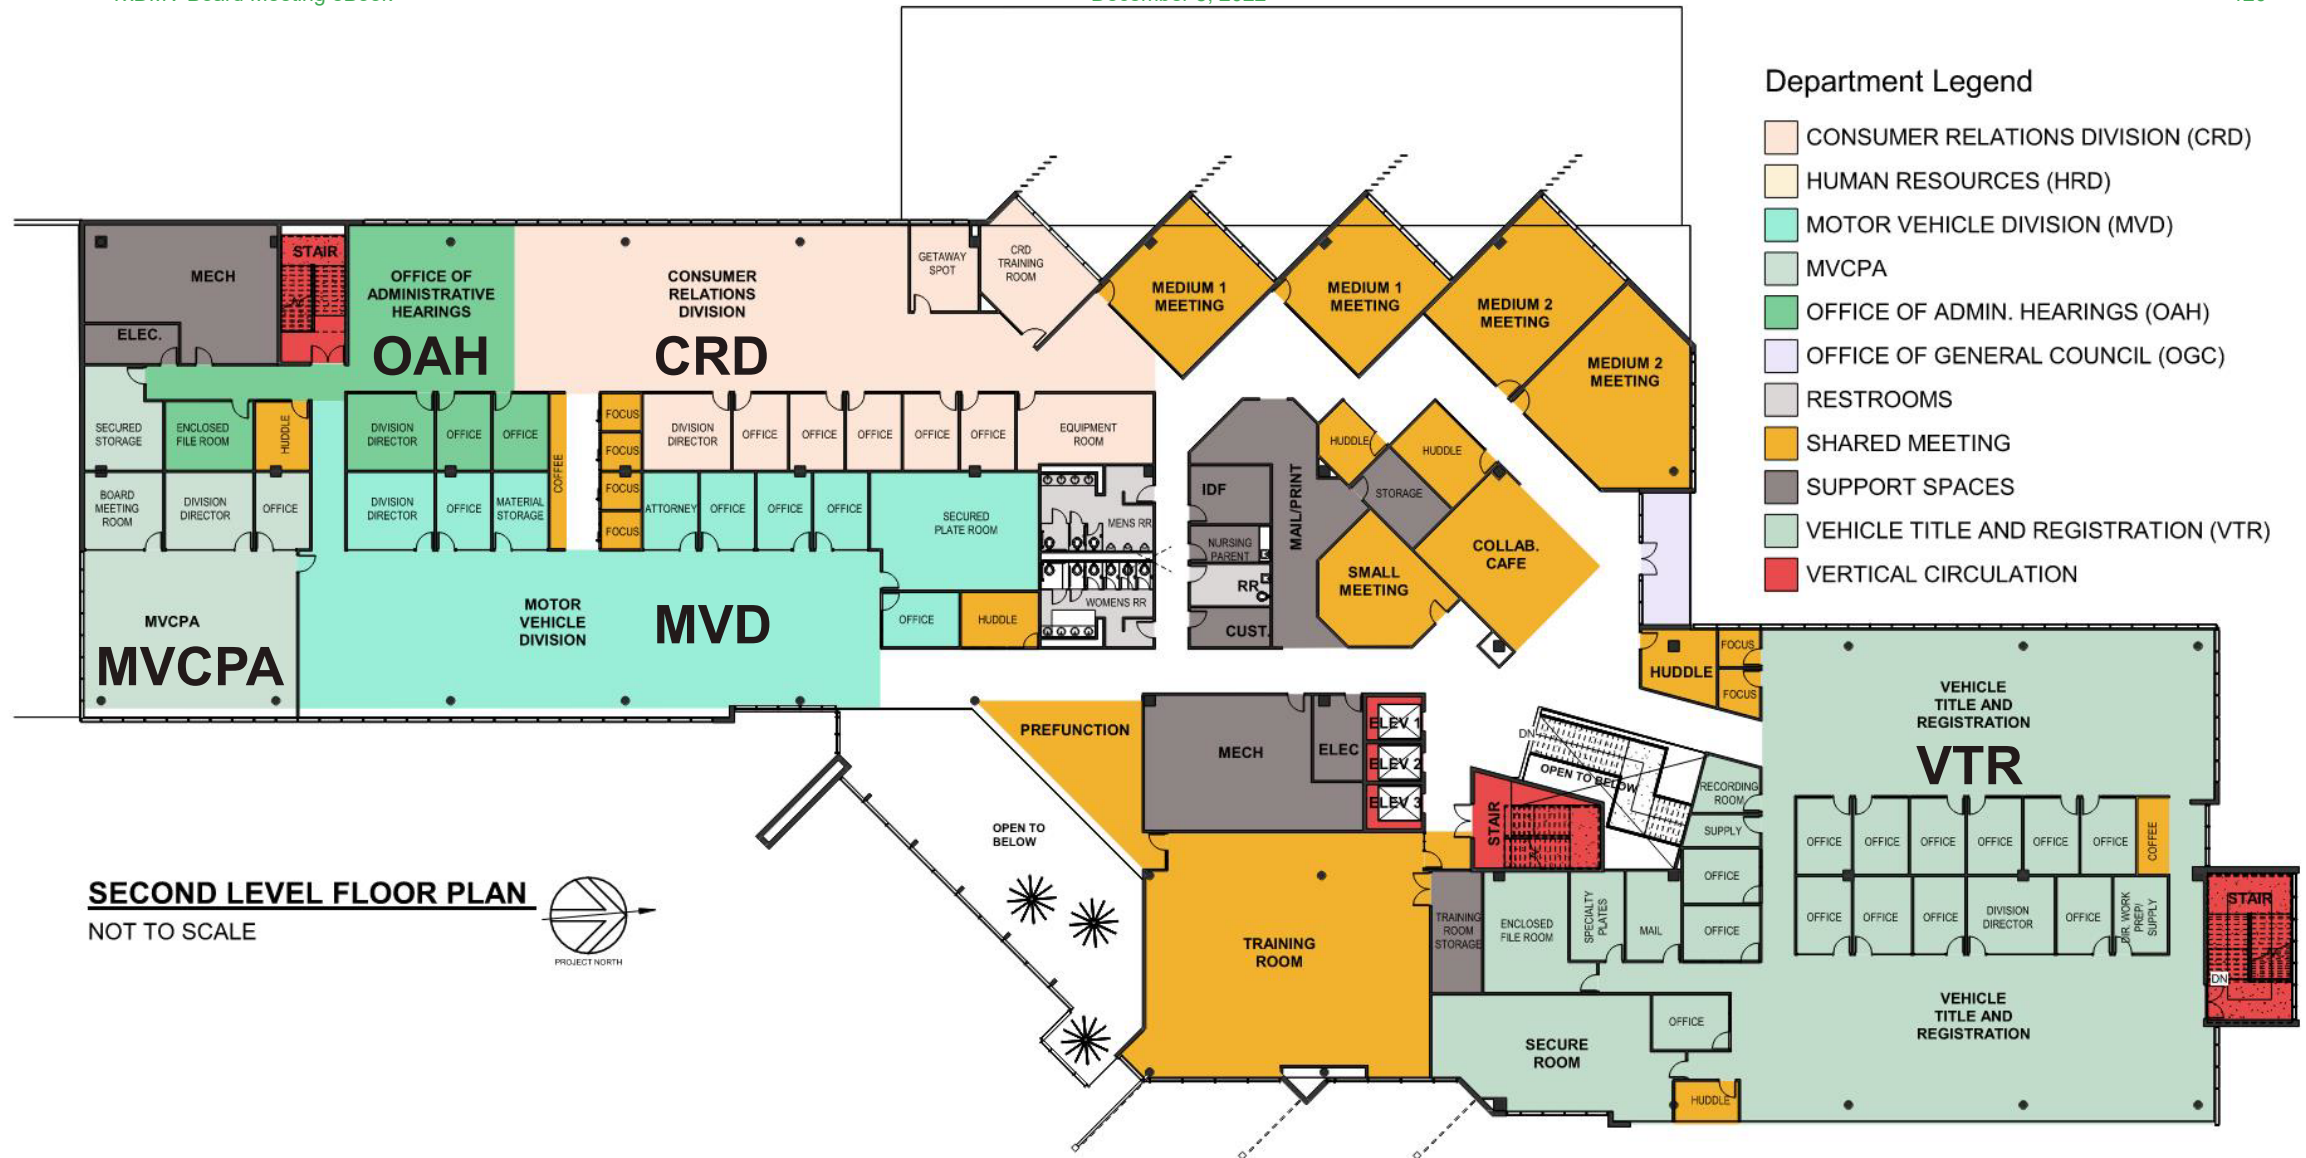 Department Legend
CONSUMER RELATIONS DIVISION (CRD)
HUMAN RESOURCES (HRD)
MOTOR VEHICLE DIVISION (MVD)
MVCPA
OFFICE OF ADMIN. HEARINGS (OAH)
OFFICE OF GENERAL COUNCIL (OGC)
RESTROOMS
SHARED MEETING
SUPPORT SPACES
VEHICLE TITLE AND REGISTRATION (VTR)
VERTICAL CIRCULATION
MECH
STAIR
ELEC.
OFFICE OF
ADMINISTRATIVE
HEARINGS
OAH
CONSUMER
RELATIONS
DIVISION
CRD
GETAWAY
SPOT
CRD
TRAINING
ROOM
MEDIUM 1
MEETING
MEDIUM 1
MEETING
MEDIUM 2
MEETING
MEDIUM 2
MEETING
SECURED
STORAGE
ENCLOSED
FILE ROOM
HUDDLE
DIVISION
DIRECTOR
OFFICE
OFFICE
COFFEE
FOCUS
FOCUS
FOCUS
FOCUS
DIVISION
DIRECTOR
OFFICE
OFFICE
OFFICE
OFFICE
OFFICE
EQUIPMENT
ROOM
BOARD
MEETING
ROOM
DIVISION
DIRECTOR
OFFICE
DIVISION
DIRECTOR
OFFICE
MATERIAL
STORAGE
ATTORNEY
OFFICE
OFFICE
OFFICE
SECURED
PLATE ROOM
MENS RR
WOMENS RR
OFFICE
HUDDLE
MVCPA
MVCPA
MOTOR
VEHICLE
DIVISION
MVD
IDF
NURSING
PARENT
RR
CUST.
MAIL/PRINT
HUDDLE
HUDDLE
STORAGE
SMALL
MEETING
COLLAB.
CAFE
HUDDLE
FOCUS
FOCUS
PREFUNCTION
MECH
ELEC
ELEV 1
ELEV 2
ELEV 3
DN
OPEN TO BELOW
STAIR
RECORDING
ROOM
SUPPLY
OFFICE
OFFICE
VEHICLE
TITLE AND
REGISTRATION
VTR
OFFICE
OFFICE
OFFICE
OFFICE
OFFICE
OFFICE
COFFEE
OFFICE
OFFICE
OFFICE
DIVISION
DIRECTOR
OFFICE
DIR. WORK
PREP/
SUPPLY
STAIR
DN
OPEN TO
BELOW
TRAINING
ROOM
TRAINING
ROOM
STORAGE
ENCLOSED
FILE ROOM
SPECIALTY
PLATES
MAIL
SECURE
ROOM
OFFICE
HUDDLE
VEHICLE
TITLE AND
REGISTRATION
SECOND LEVEL FLOOR PLAN
NOT TO SCALE
PROJECT NORTH